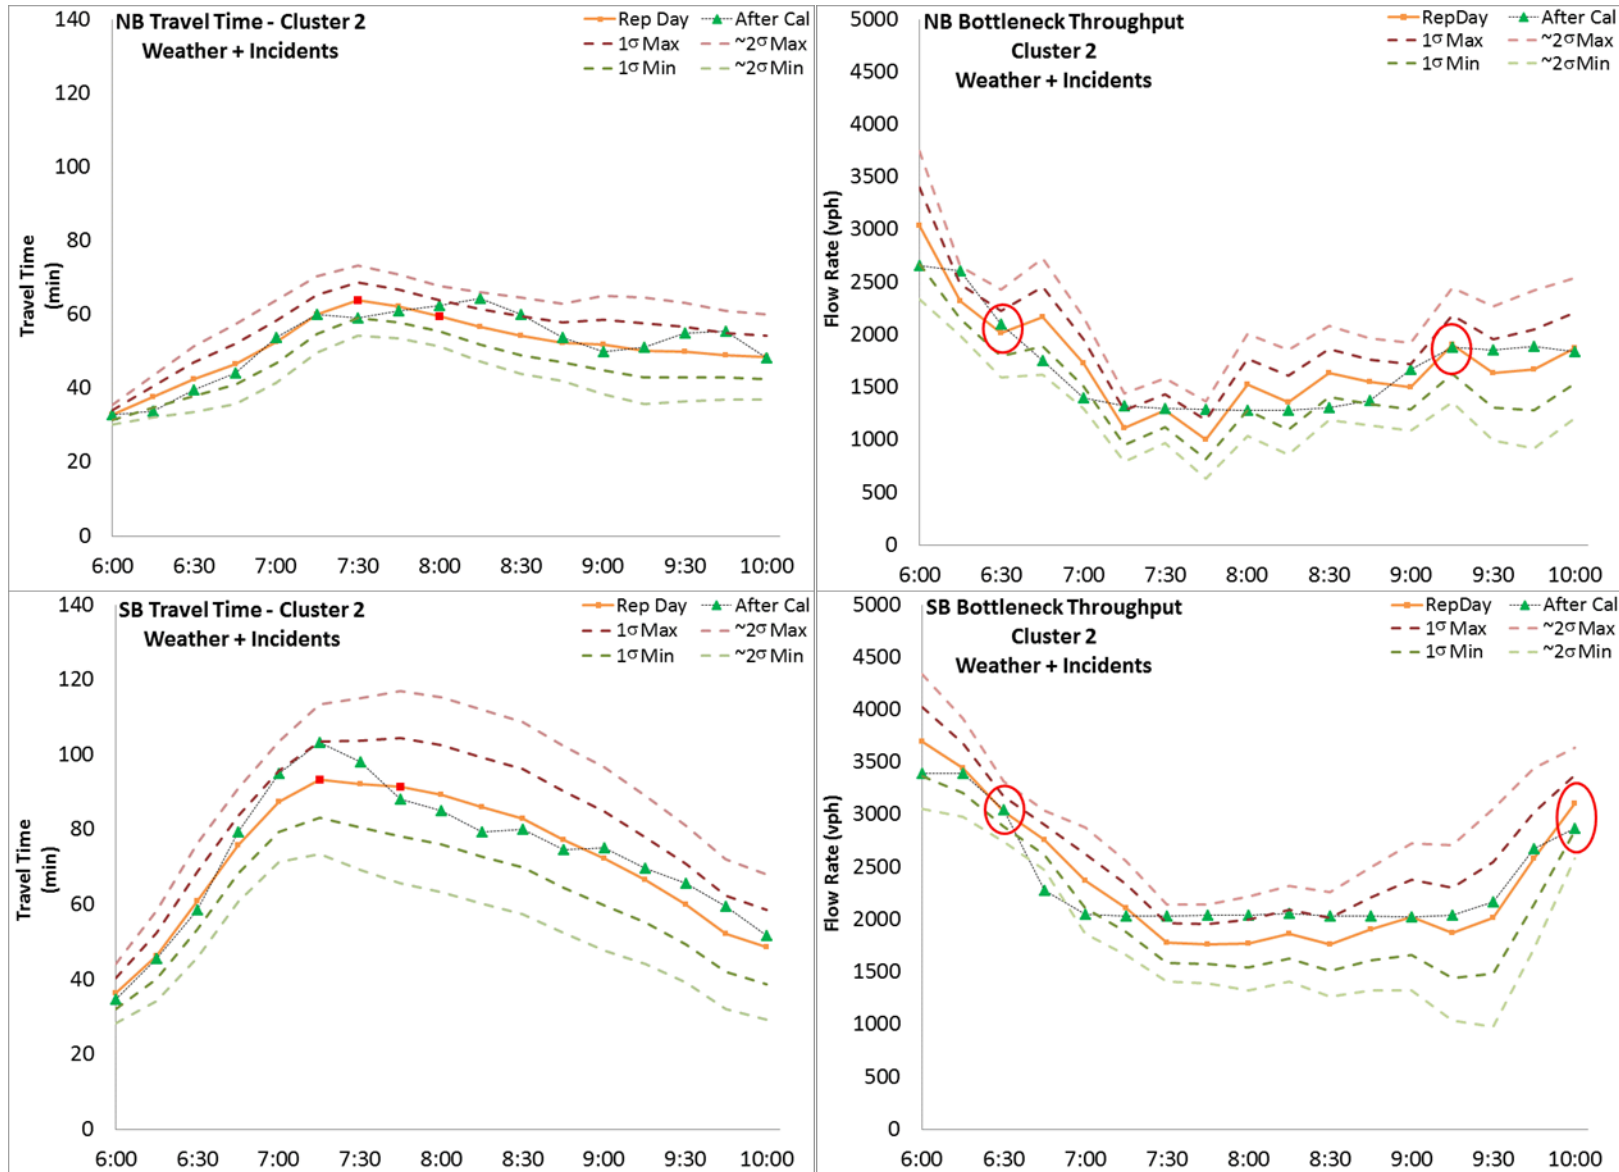 NB Travel Time - Cluster 2
Weather + Incidents
Rep Day
After Cal
1σ Max
~2σ Max
1σ Min
~2σ Min
140
120
100
80
60
40
20
0
Travel Time
(min)
6:00 6:30 7:00 7:30 8:00 8:30 9:00 9:30 10:00
NB Bottleneck Throughput
Cluster 2
Weather + Incidents
RepDay
After Cal
1σ Max
~2σ Max
1σ Min
~2σ Min
5000
4500
4000
3500
3000
2500
2000
1500
1000
500
0
Flow Rate (vph)
6:00 6:30 7:00 7:30 8:00 8:30 9:00 9:30 10:00
SB Travel Time - Cluster 2
Weather + Incidents
Rep Day
After Cal
1σ Max
~2σ Max
1σ Min
~2σ Min
140
120
100
80
60
40
20
0
Travel Time
(min)
6:00 6:30 7:00 7:30 8:00 8:30 9:00 9:30 10:00
SB Bottleneck Throughput
Cluster 2
Weather + Incidents
RepDay
After Cal
1σ Max
~2σ Max
1σ Min
~2σ Min
5000
4500
4000
3500
3000
2500
2000
1500
1000
500
0
Flow Rate (vph)
6:00 6:30 7:00 7:30 8:00 8:30 9:00 9:30 10:00